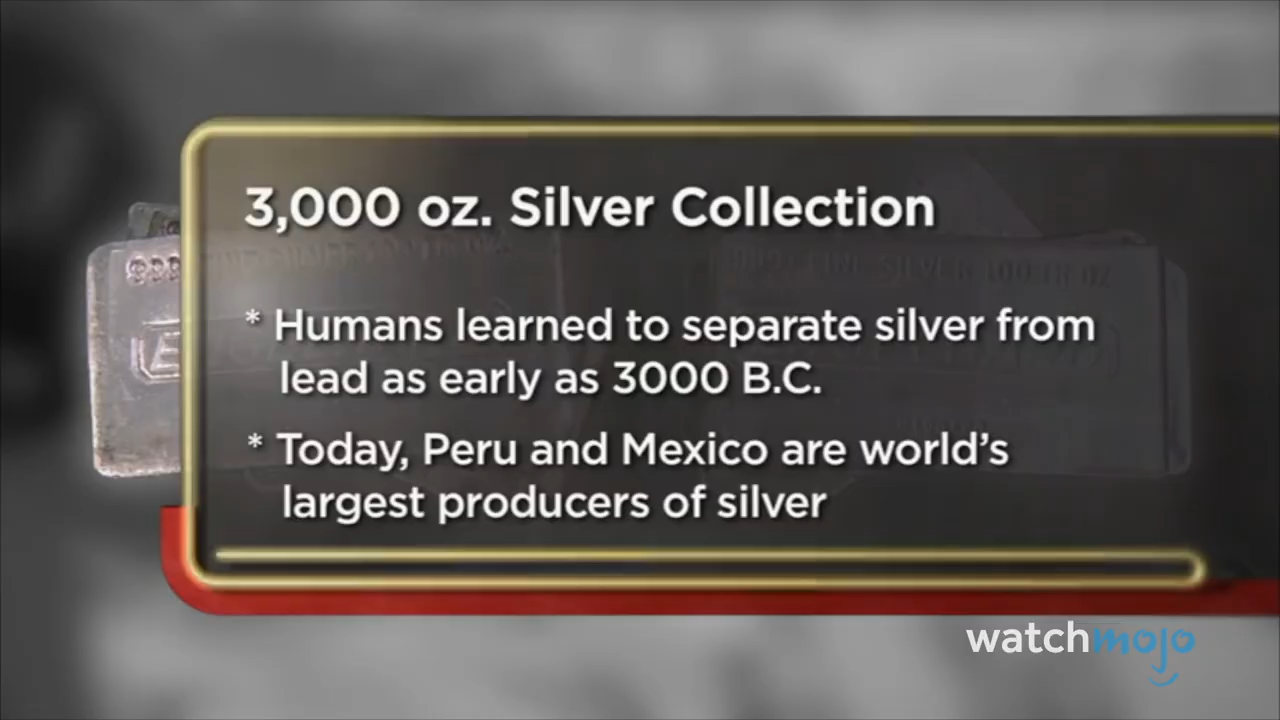 3,000 oz. Silver Collection
* Humans learned to separate silver from
lead as early as 3000 B.C.
* Today, Peru and Mexico are world's
largest producers of silver
watchmojo